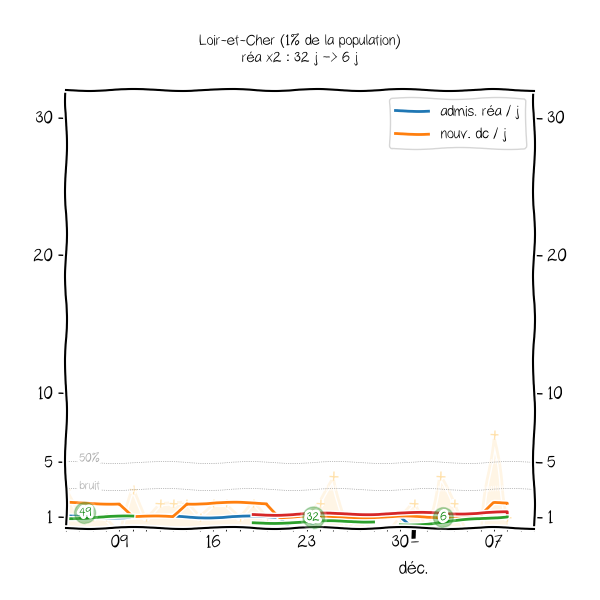 Loir-et-Cher (1% de la population)
réa x2 : 32 j -> 6 j
admis. réa / j
nouv. dc / j
30 30
20 20
10 10
50%
5 5
bruit
49 32 6
1 1
09 16 23 30 07
déc.